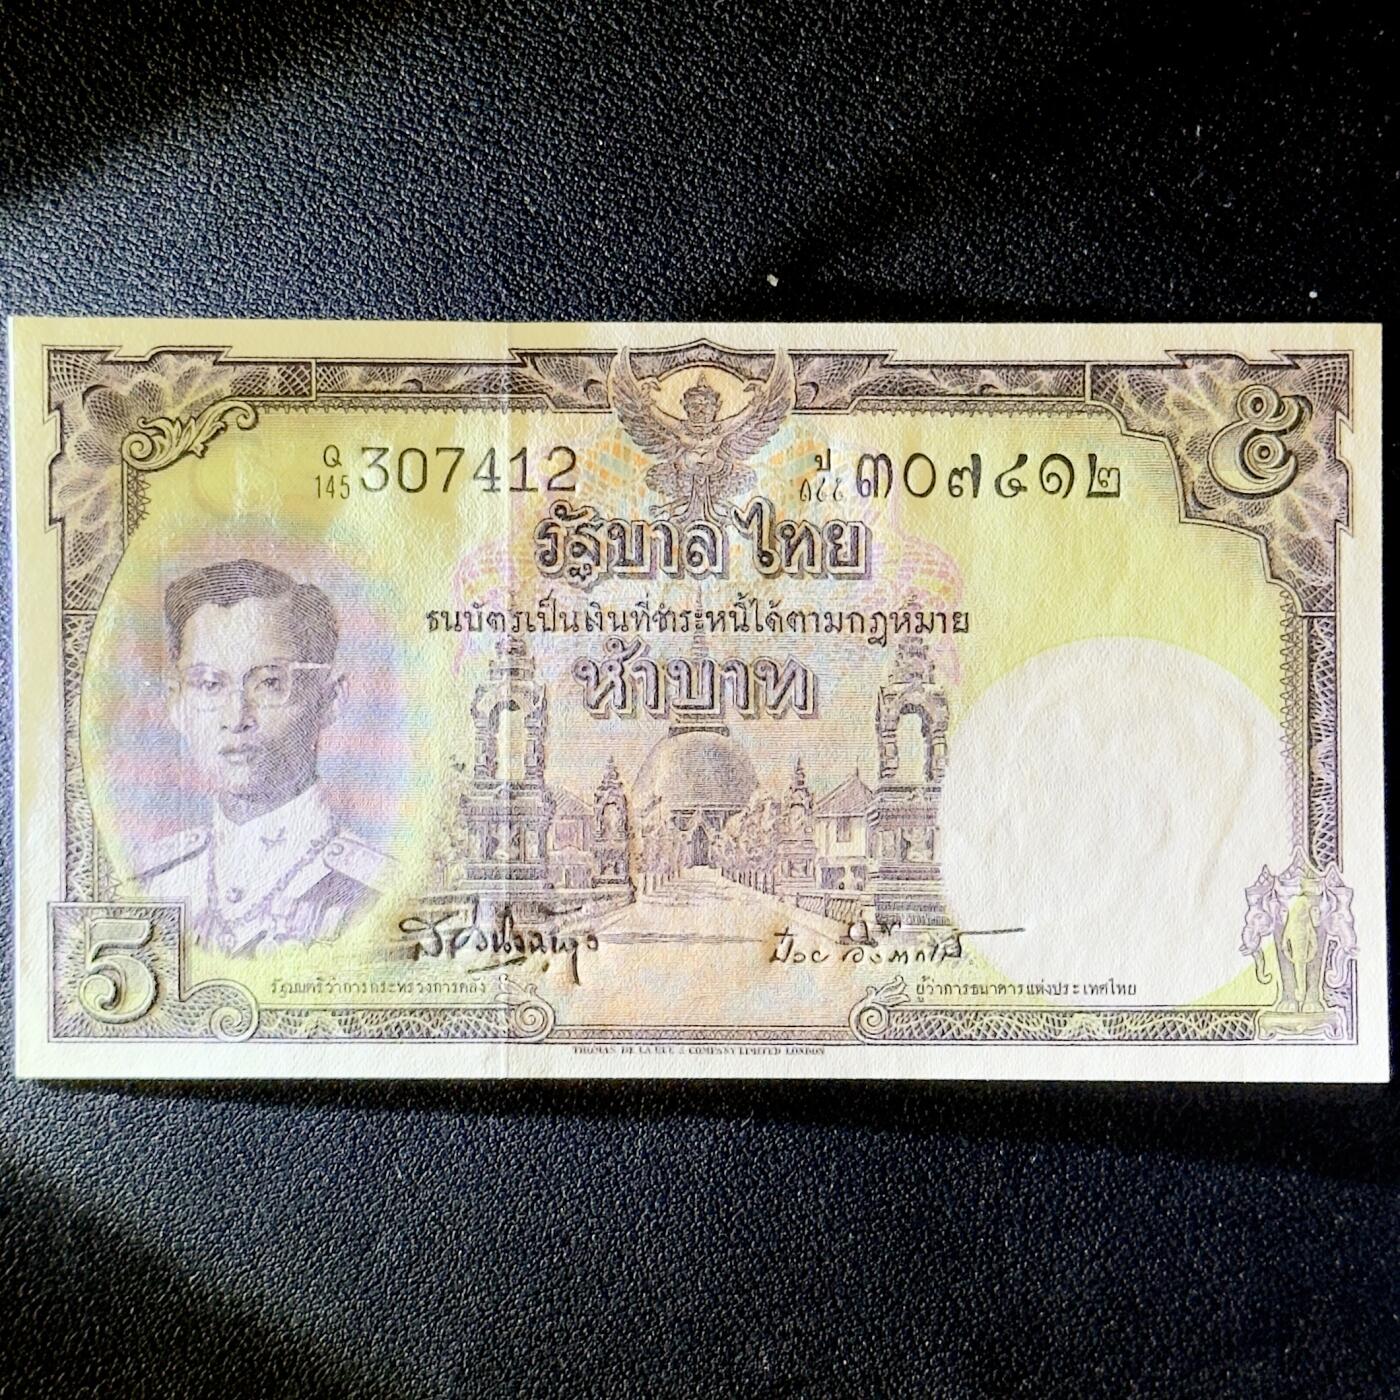 Q
145 307412
ป
๑๔๕ ๓๐๗๔๑๒
๕
รัฐบาลไทย
ธนบัตรเป็นเงินที่ชำระหนี้ได้ตามกฎหมาย
ห้าบาท
5
รัฐมนตรีว่าการกระทรวงการคลัง
ผู้ว่าการธนาคารแห่งประเทศไทย
THOMAS DE LA RUE & COMPANY LIMITED LONDON